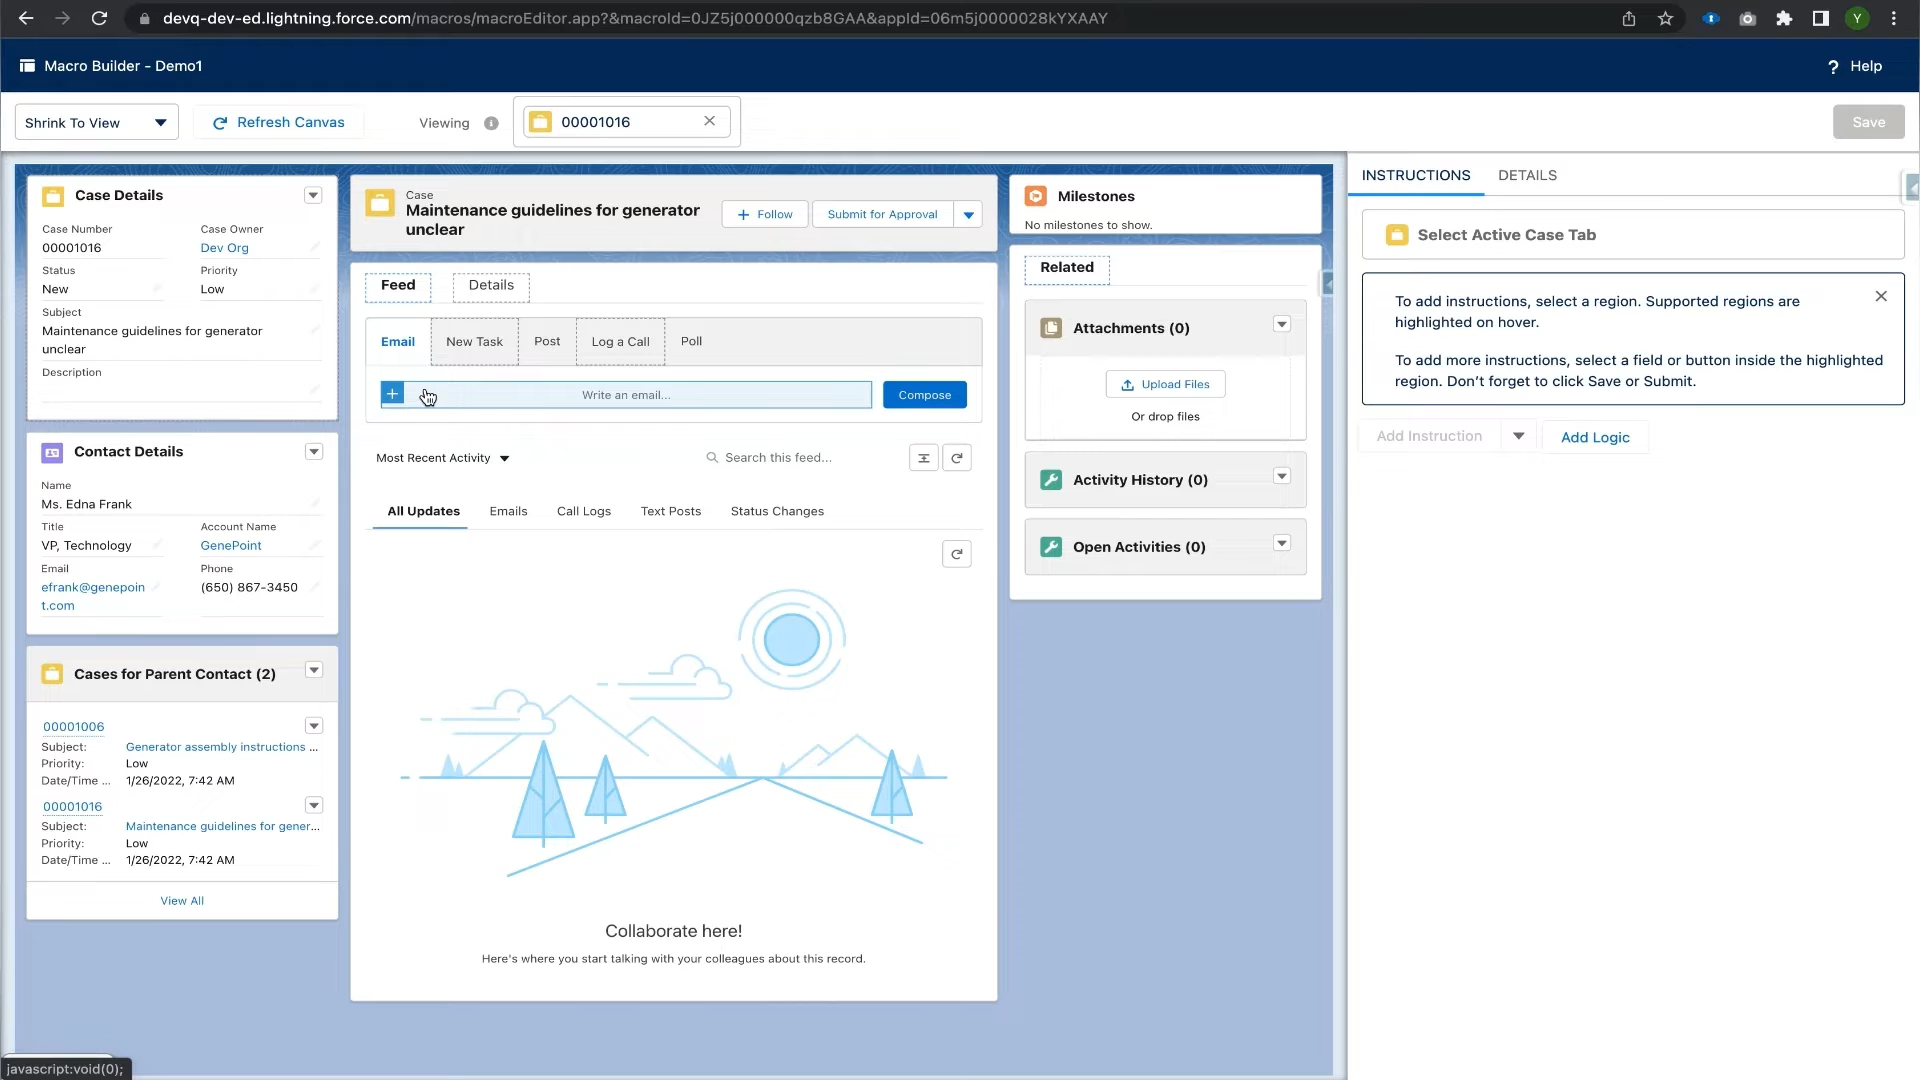 devq-dev-ed.lightning.force.com/macros/macroEditor.app?&macroId=0JZ5j000000qzb8GAA&appId=06m5j0000028kYXAAY
Y
Macro Builder - Demo1
? Help
Shrink To View
Refresh Canvas
Viewing
00001016
Save
Case Details
Case Number
00001016
Case Owner
Dev Org
Status
New
Priority
Low
Subject
Maintenance guidelines for generator
unclear
Description
Contact Details
Name
Ms. Edna Frank
Title
VP, Technology
Account Name
GenePoint
Email
efrank@genepoin
t.com
Phone
(650) 867-3450
Cases for Parent Contact (2)
00001006
Subject: Generator assembly instructions ...
Priority: Low
Date/Time ... 1/26/2022, 7:42 AM
00001016
Subject: Maintenance guidelines for gener...
Priority: Low
Date/Time ... 1/26/2022, 7:42 AM
View All
Case
Maintenance guidelines for generator
unclear
+ Follow
Submit for Approval
Feed
Details
Email
New Task
Post
Log a Call
Poll
Write an email...
Compose
Most Recent Activity
Search this feed...
All Updates
Emails
Call Logs
Text Posts
Status Changes
Collaborate here!
Here's where you start talking with your colleagues about this record.
Milestones
No milestones to show.
Related
Attachments (0)
Upload Files
Or drop files
Activity History (0)
Open Activities (0)
INSTRUCTIONS
DETAILS
Select Active Case Tab
To add instructions, select a region. Supported regions are
highlighted on hover.
To add more instructions, select a field or button inside the highlighted
region. Don't forget to click Save or Submit.
Add Instruction
Add Logic
javascript:void(0);